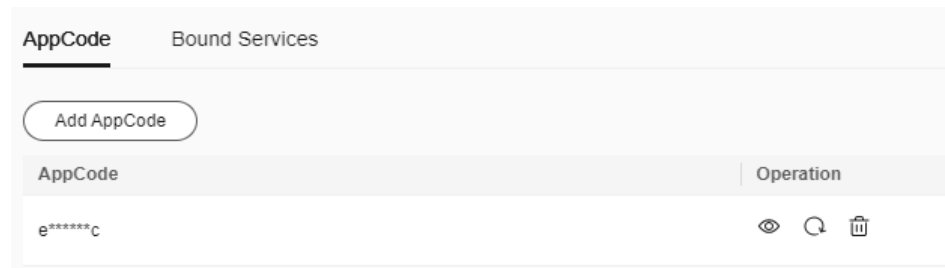 AppCode Bound Services
Add AppCode
AppCode Operation
e******c